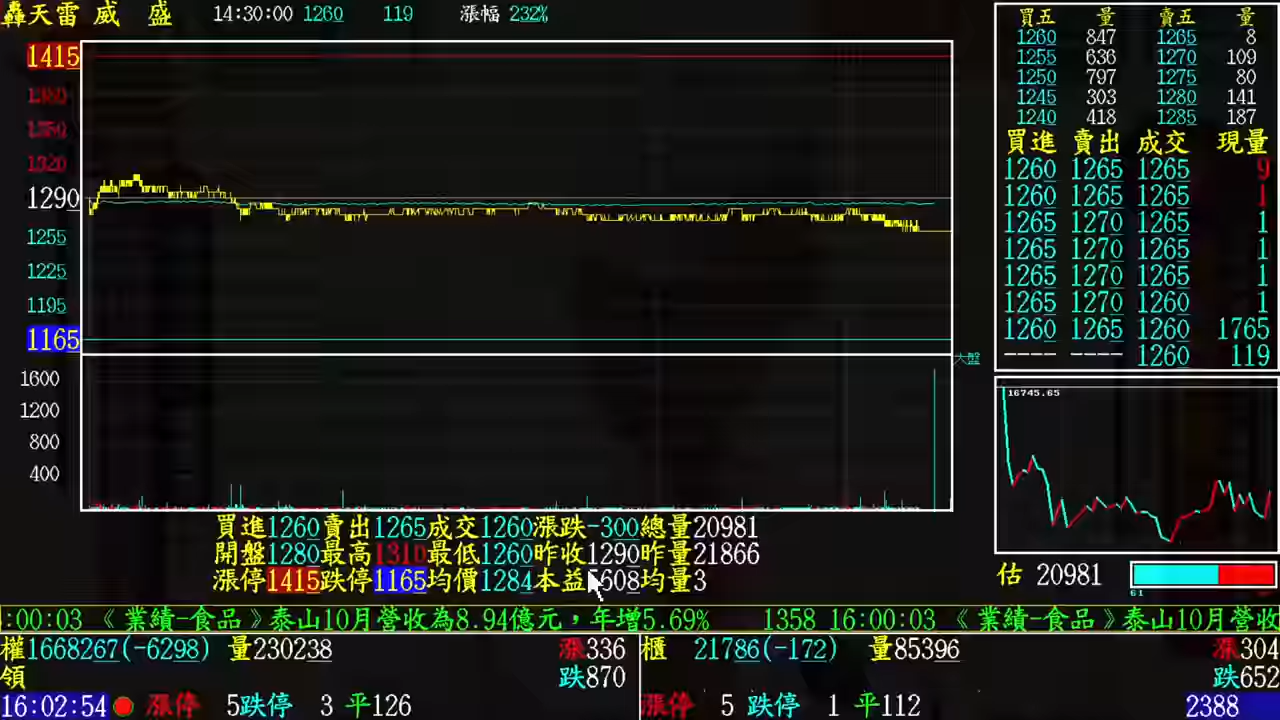 轟天雷 威 盛 14:30:00 1260 119 漲幅 232%
1415
1380
1350
1320
1290
1255
1225
1195
1165
1600
1200
800
400
大盤
買五 量 賣五 量
1260 847 1265 8
1255 636 1270 109
1250 797 1275 80
1245 303 1280 141
1240 418 1285 187
買進 賣出 成交 現量
1260 1265 1265 9
1260 1265 1265 1
1265 1270 1265 1
1265 1270 1265 1
1265 1270 1265 1
1265 1270 1260 1
1260 1265 1260 1765
---- ---- 1260 119
16745.65
估 20981
61
買進1260賣出1265成交1260漲跌-300總量20981
開盤1280最高1310最低1260昨收1290昨量21866
漲停1415跌停1165均價1284本益 608均量3
:00:03 《業績-食品》泰山10月營收為8.94億元，年增5.69% 1358 16:00:03 《業績-食品》泰山10月營收
權1668267(-6298) 量230238 漲336
領 跌870
16:02:54 漲停 5跌停 3 平126
櫃 21786(-172) 量85396 漲304
跌652
漲停 5 跌停 1 平112 2388